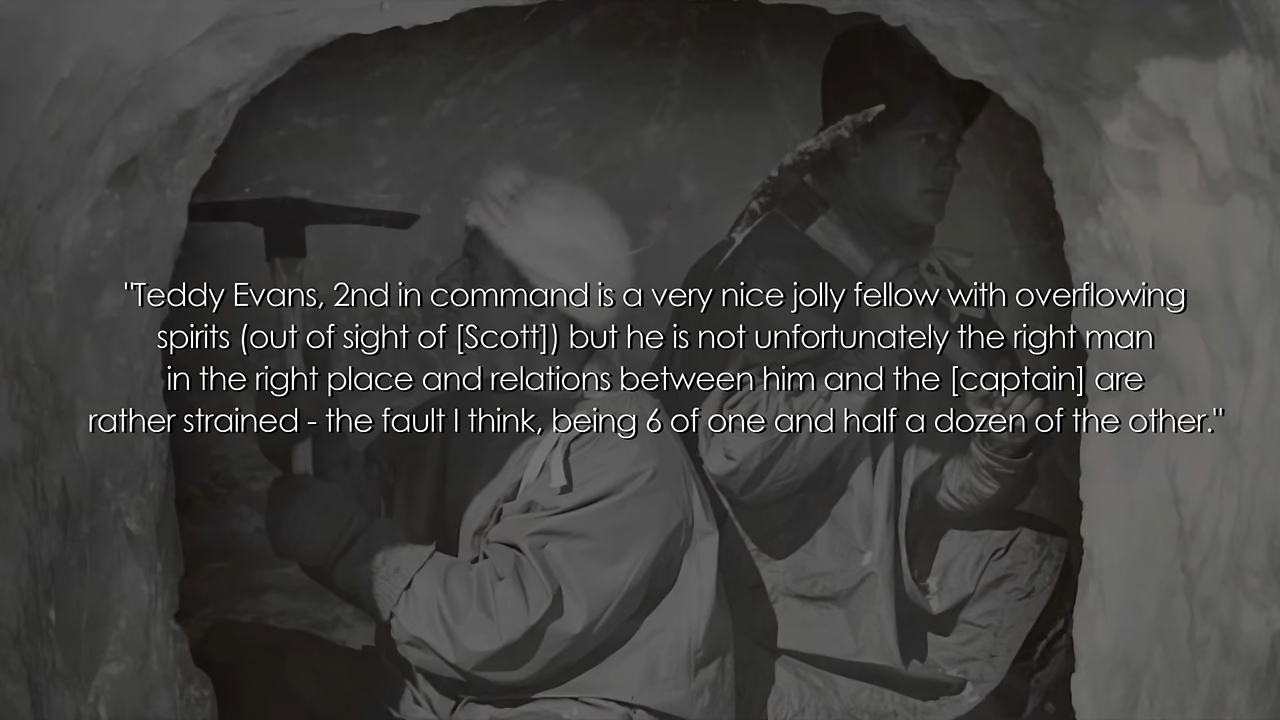 "Teddy Evans, 2nd in command is a very nice jolly fellow with overflowing
spirits (out of sight of [Scott]) but he is not unfortunately the right man
in the right place and relations between him and the [captain] are
rather strained - the fault I think, being 6 of one and half a dozen of the other."